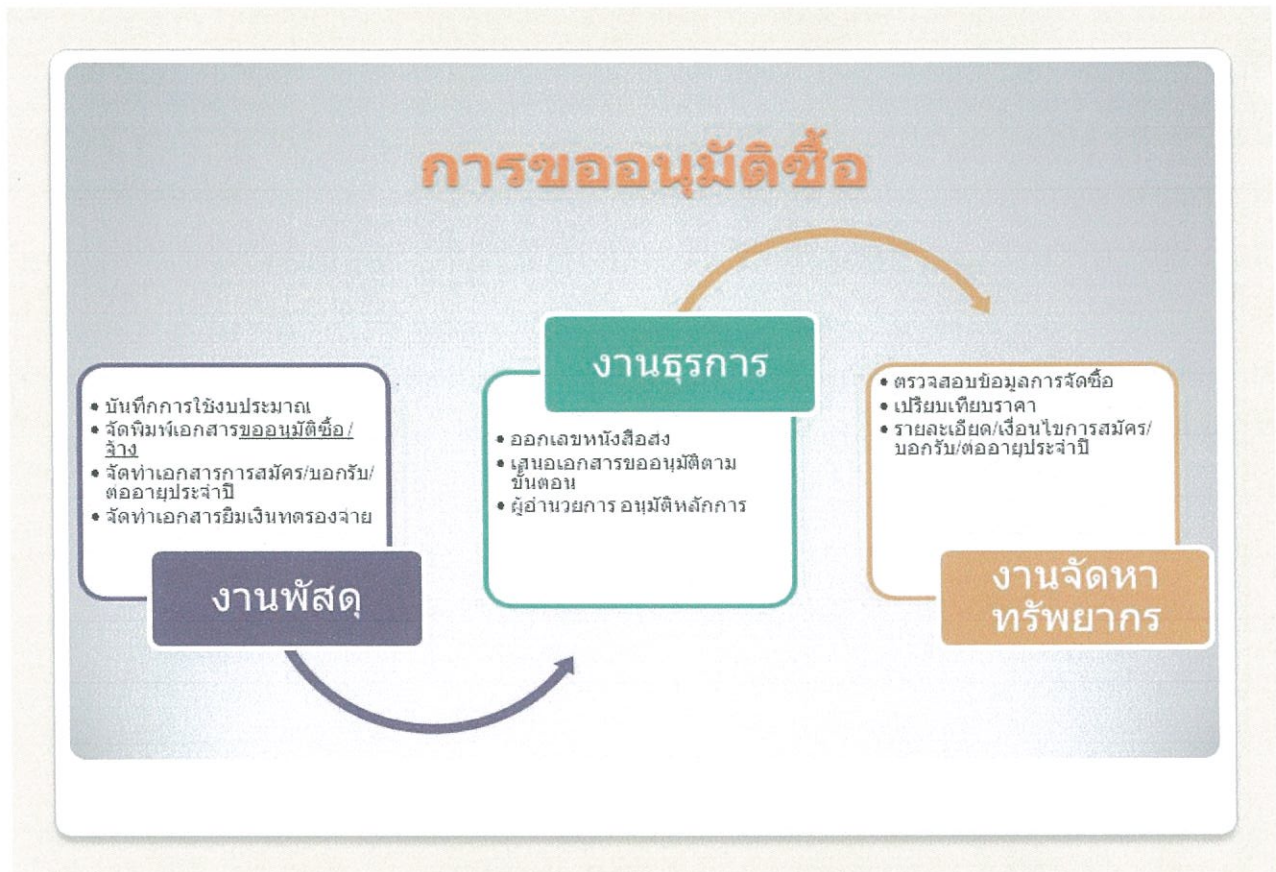 การขออนุมัติซื้อ
• บันทึกการใช้งบประมาณ
• จัดพิมพ์เอกสารขออนุมัติซื้อ/
จ้าง
• จัดทำเอกสารการสมัคร/บอกรับ/
ต่ออายุประจำปี
• จัดทำเอกสารยืมเงินทดรองจ่าย
งานพัสดุ
งานธุรการ
• ออกเลขหนังสือส่ง
• เสนอเอกสารขออนุมัติตาม
ขั้นตอน
• ผู้อำนวยการ อนุมัติหลักการ
• ตรวจสอบข้อมูลการจัดซื้อ
• เปรียบเทียบราคา
• รายละเอียด/เงื่อนไขการสมัคร/
บอกรับ/ต่ออายุประจำปี
งานจัดหา
ทรัพยากร